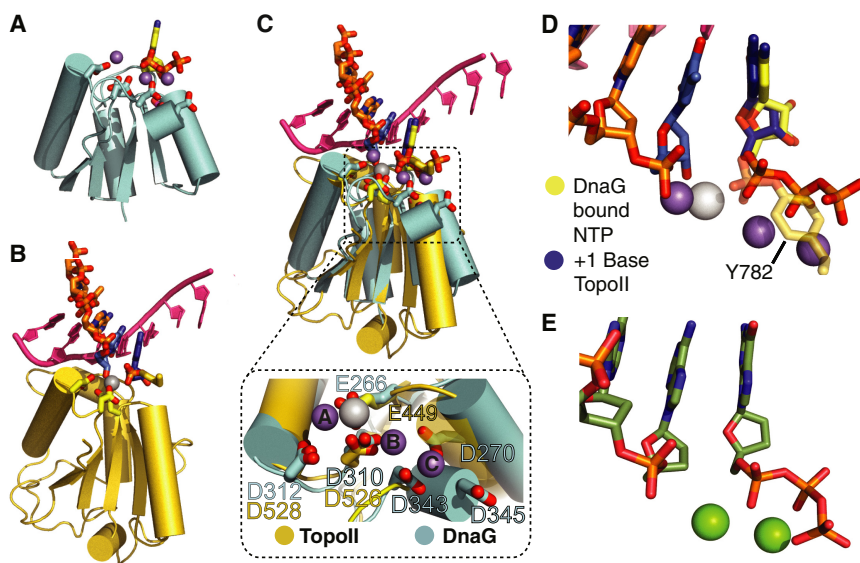 A
B
C
D
E
DnaG
bound
NTP
+1 Base
TopoII
Y782
E266
A
E449
B
D270
C
D310
D312
D526
D343
D528
D345
TopoII
DnaG